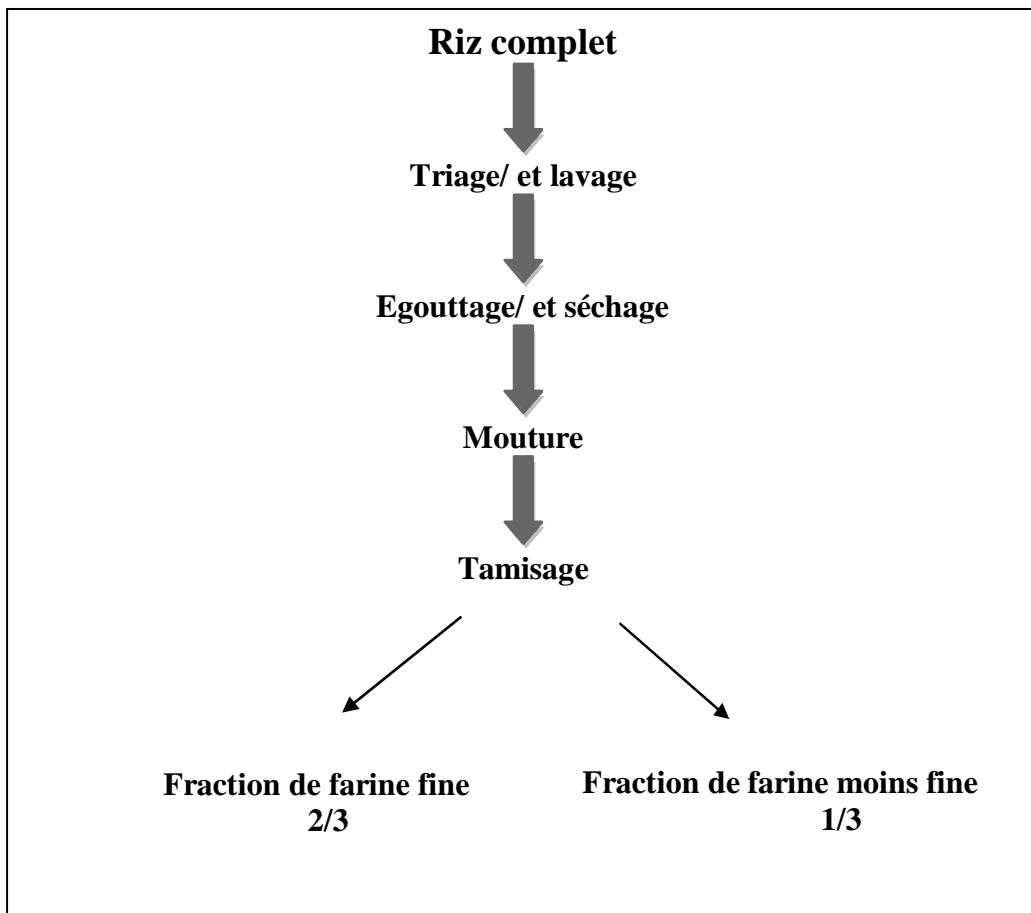 Riz complet
Triage/ et lavage
Egouttage/ et séchage
Mouture
Tamisage
Fraction de farine fine
2/3
Fraction de farine moins fine
1/3